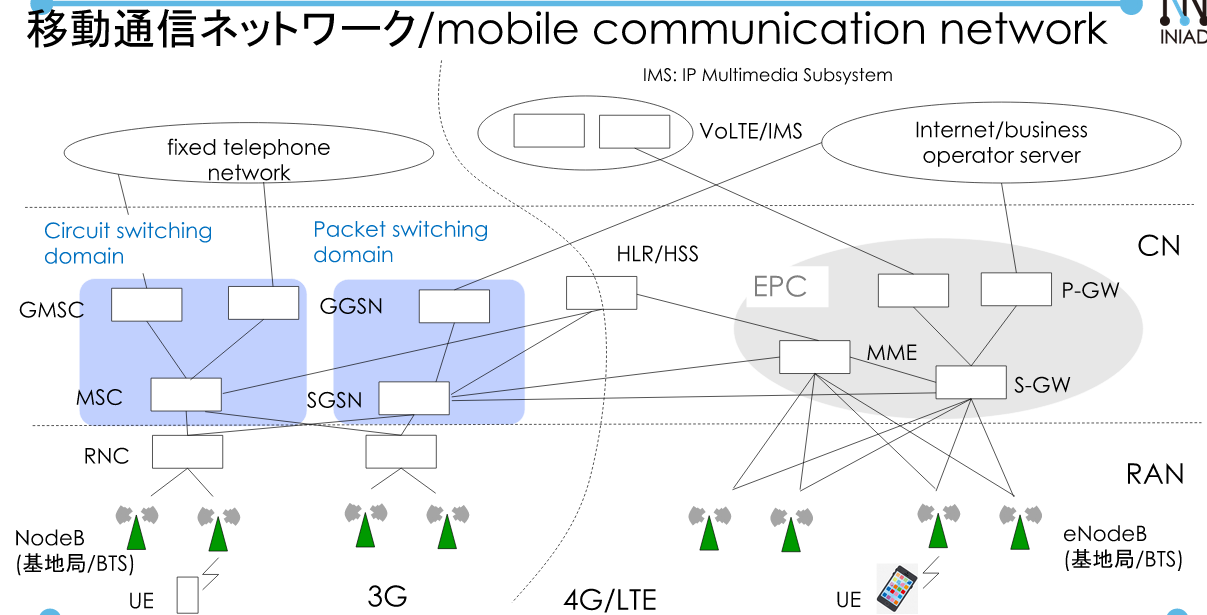 移動通信ネットワーク/mobile communication network
INIAD
IMS: IP Multimedia Subsystem
fixed telephone
network
VoLTE/IMS
Internet/business
operator server
Circuit switching
domain
Packet switching
domain
HLR/HSS
CN
EPC
GMSC
GGSN
P-GW
MME
MSC
SGSN
S-GW
RNC
RAN
NodeB
(基地局/BTS)
eNodeB
(基地局/BTS)
UE
3G
4G/LTE
UE